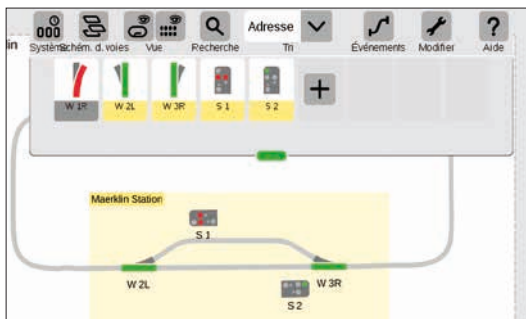 Adresse
Système
Schém. d. voies
Vue
Recherche
Tri
Événements
Modifier
Aide
lin
W 1R
W 2L
W 3R
S 1
S 2
Maerklin Station
S 1
W 2L
W 3R
S 2